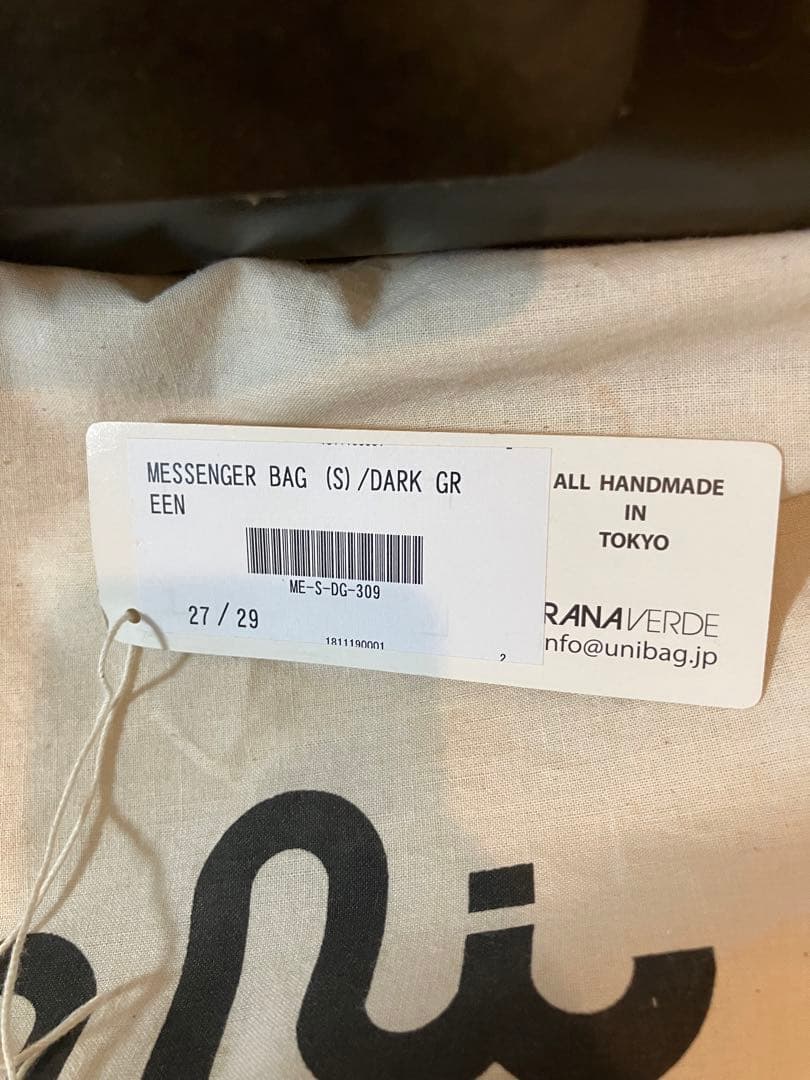 MESSENGER BAG (S)/DARK GR
EEN
ME-S-DG-309
27/29
1811190001
2
ALL HANDMADE
IN
TOKYO
RANAVERDE
nfo@unibag.jp